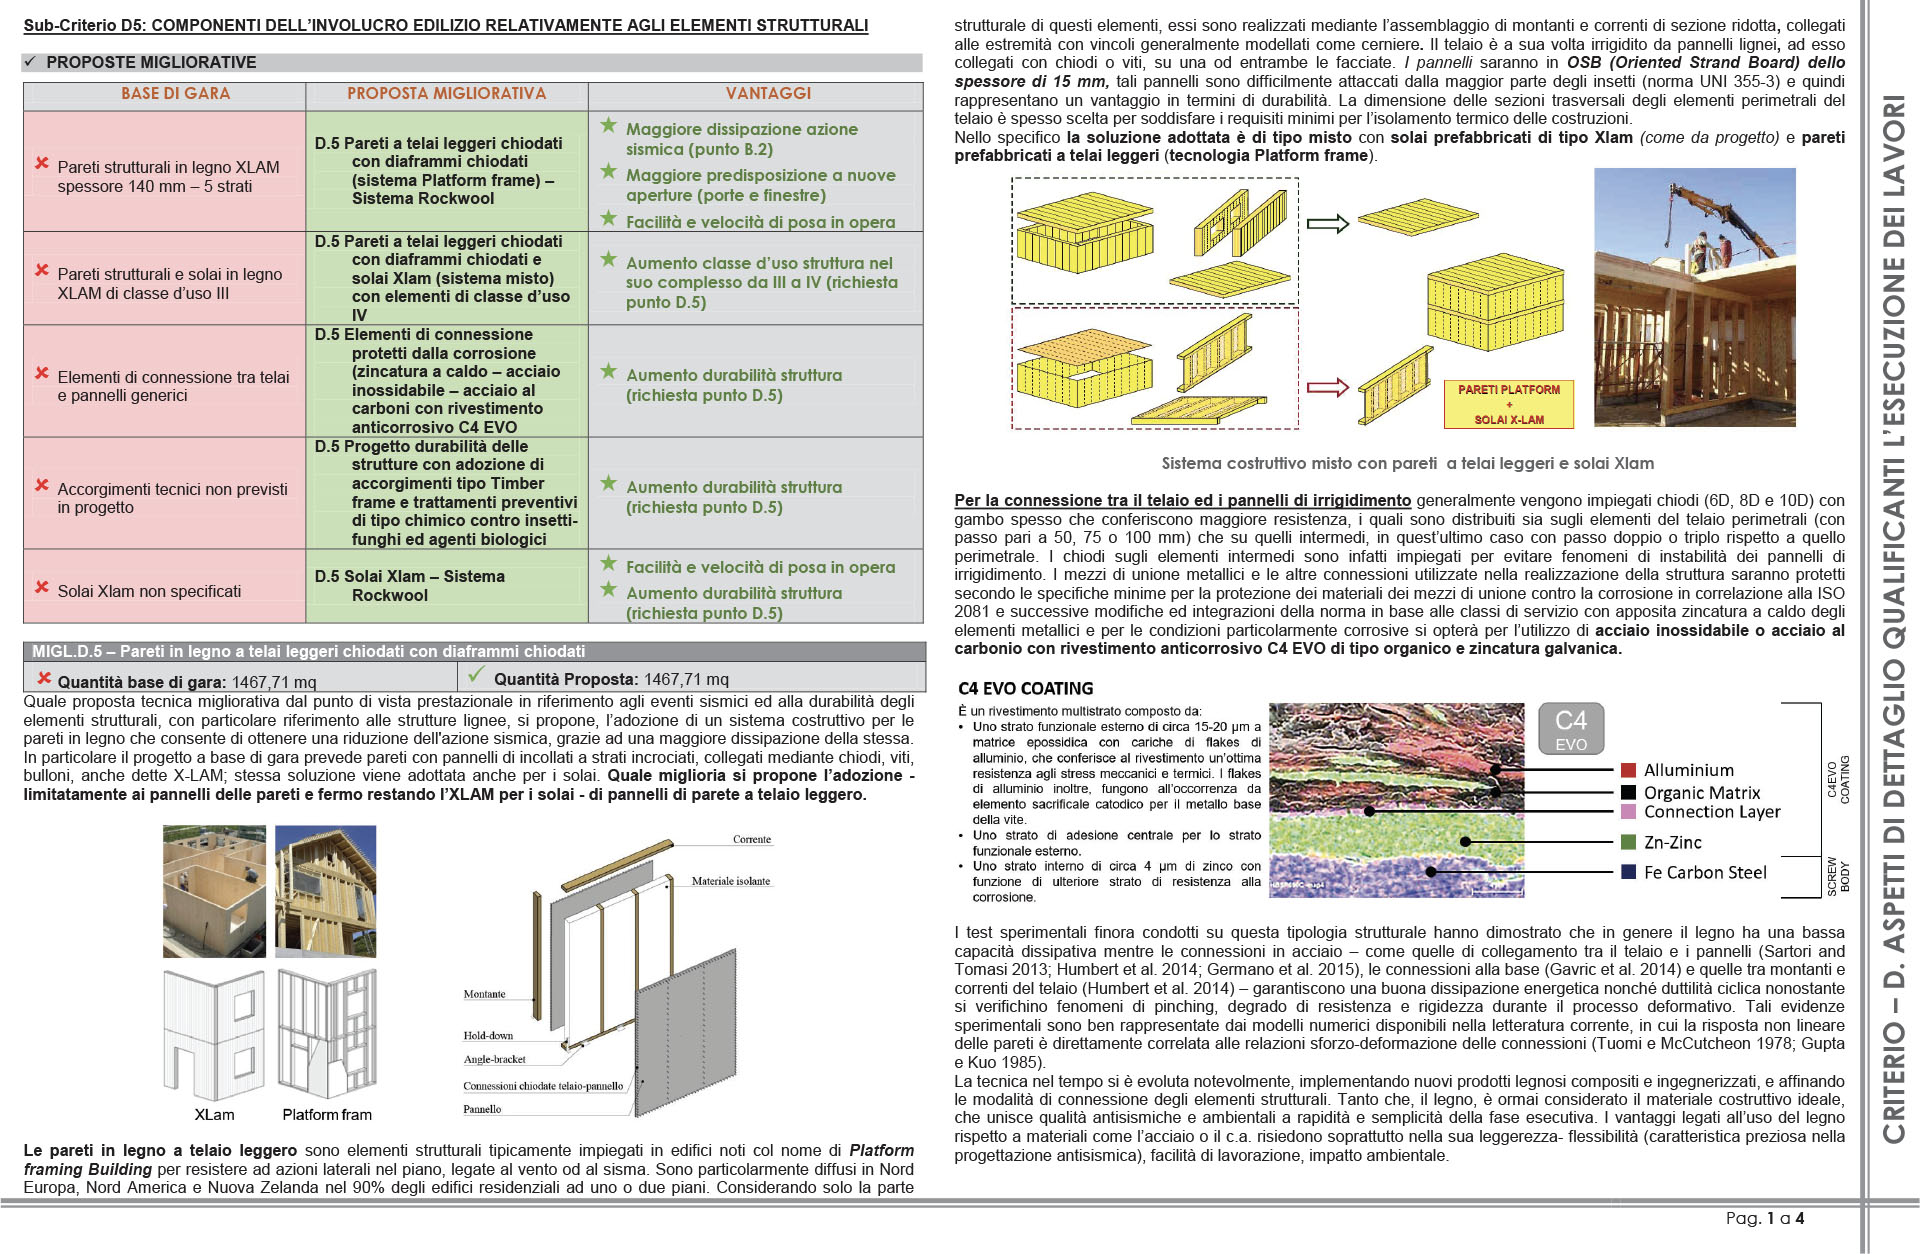 Sub-Criterio D5: COMPONENTI DELL’INVOLUCRO EDILIZIO RELATIVAMENTE AGLI ELEMENTI STRUTTURALI
✓ PROPOSTE MIGLIORATIVE
BASE DI GARA
PROPOSTA MIGLIORATIVA
VANTAGGI
Pareti strutturali in legno XLAM
spessore 140 mm – 5 strati
D.5 Pareti a telai leggeri chiodati
con diaframmi chiodati
(sistema Platform frame) –
Sistema Rockwool
Maggiore dissipazione azione
sismica (punto B.2)
Maggiore predisposizione a nuove
aperture (porte e finestre)
Facilità e velocità di posa in opera
Pareti strutturali e solai in legno
XLAM di classe d’uso III
D.5 Pareti a telai leggeri chiodati
con diaframmi chiodati e
solai Xlam (sistema misto)
con elementi di classe d’uso
IV
Aumento classe d’uso struttura nel
suo complesso da III a IV (richiesta
punto D.5)
Elementi di connessione tra telai
e pannelli generici
D.5 Elementi di connessione
protetti dalla corrosione
(zincatura a caldo – acciaio
inossidabile – acciaio al
carboni con rivestimento
anticorrosivo C4 EVO
Aumento durabilità struttura
(richiesta punto D.5)
Accorgimenti tecnici non previsti
in progetto
D.5 Progetto durabilità delle
strutture con adozione di
accorgimenti tipo Timber
frame e trattamenti preventivi
di tipo chimico contro insetti-
funghi ed agenti biologici
Aumento durabilità struttura
(richiesta punto D.5)
Solai Xlam non specificati
D.5 Solai Xlam – Sistema
Rockwool
Facilità e velocità di posa in opera
Aumento durabilità struttura
(richiesta punto D.5)
MIGL.D.5 – Pareti in legno a telai leggeri chiodati con diaframmi chiodati
Quantità base di gara: 1467,71 mq
Quantità Proposta: 1467,71 mq
Quale proposta tecnica migliorativa dal punto di vista prestazionale in riferimento agli eventi sismici ed alla durabilità degli
elementi strutturali, con particolare riferimento alle strutture lignee, si propone, l’adozione di un sistema costruttivo per le
pareti in legno che consente di ottenere una riduzione dell'azione sismica, grazie ad una maggiore dissipazione della stessa.
In particolare il progetto a base di gara prevede pareti con pannelli di incollati a strati incrociati, collegati mediante chiodi, viti,
bulloni, anche dette X-LAM; stessa soluzione viene adottata anche per i solai. Quale miglioria si propone l’adozione -
limitatamente ai pannelli delle pareti e fermo restando l’XLAM per i solai - di pannelli di parete a telaio leggero.
Corrente
Materiale isolante
Montante
Hold-down
Angle-bracket
Connessioni chiodate telaio-pannello
Pannello
XLam
Platform fram
Le pareti in legno a telaio leggero sono elementi strutturali tipicamente impiegati in edifici noti col nome di Platform
framing Building per resistere ad azioni laterali nel piano, legate al vento od al sisma. Sono particolarmente diffusi in Nord
Europa, Nord America e Nuova Zelanda nel 90% degli edifici residenziali ad uno o due piani. Considerando solo la parte
strutturale di questi elementi, essi sono realizzati mediante l’assemblaggio di montanti e correnti di sezione ridotta, collegati
alle estremità con vincoli generalmente modellati come cerniere. Il telaio è a sua volta irrigidito da pannelli lignei, ad esso
collegati con chiodi o viti, su una od entrambe le facciate. I pannelli saranno in OSB (Oriented Strand Board) dello
spessore di 15 mm, tali pannelli sono difficilmente attaccati dalla maggior parte degli insetti (norma UNI 355-3) e quindi
rappresentano un vantaggio in termini di durabilità. La dimensione delle sezioni trasversali degli elementi perimetrali del
telaio è spesso scelta per soddisfare i requisiti minimi per l’isolamento termico delle costruzioni.
Nello specifico la soluzione adottata è di tipo misto con solai prefabbricati di tipo Xlam (come da progetto) e pareti
prefabbricati a telai leggeri (tecnologia Platform frame).
PARETI PLATFORM
+
SOLAI X-LAM
Sistema costruttivo misto con pareti a telai leggeri e solai Xlam
Per la connessione tra il telaio ed i pannelli di irrigidimento generalmente vengono impiegati chiodi (6D, 8D e 10D) con
gambo spesso che conferiscono maggiore resistenza, i quali sono distribuiti sia sugli elementi del telaio perimetrali (con
passo pari a 50, 75 o 100 mm) che su quelli intermedi, in quest’ultimo caso con passo doppio o triplo rispetto a quello
perimetrale. I chiodi sugli elementi intermedi sono infatti impiegati per evitare fenomeni di instabilità dei pannelli di
irrigidimento. I mezzi di unione metallici e le altre connessioni utilizzate nella realizzazione della struttura saranno protetti
secondo le specifiche minime per la protezione dei materiali dei mezzi di unione contro la corrosione in correlazione alla ISO
2081 e successive modifiche ed integrazioni della norma in base alle classi di servizio con apposita zincatura a caldo degli
elementi metallici e per le condizioni particolarmente corrosive si opterà per l’utilizzo di acciaio inossidabile o acciaio al
carbonio con rivestimento anticorrosivo C4 EVO di tipo organico e zincatura galvanica.
C4 EVO COATING
È un rivestimento multistrato composto da:
• Uno strato funzionale esterno di circa 15-20 µm a
matrice epossidica con cariche di flakes di
alluminio, che conferisce al rivestimento un’ottima
resistenza agli stress meccanici e termici. I flakes
di alluminio inoltre, fungono all’occorrenza da
elemento sacrificale catodico per il metallo base
della vite.
• Uno strato di adesione centrale per lo strato
funzionale esterno.
• Uno strato interno di circa 4 µm di zinco con
funzione di ulteriore strato di resistenza alla
corrosione.
C4
EVO
Alluminium
Organic Matrix
Connection Layer
Zn-Zinc
Fe Carbon Steel
C4EVO
COATING
SCREW
BODY
I test sperimentali finora condotti su questa tipologia strutturale hanno dimostrato che in genere il legno ha una bassa
capacità dissipativa mentre le connessioni in acciaio – come quelle di collegamento tra il telaio e i pannelli (Sartori and
Tomasi 2013; Humbert et al. 2014; Germano et al. 2015), le connessioni alla base (Gavric et al. 2014) e quelle tra montanti e
correnti del telaio (Humbert et al. 2014) – garantiscono una buona dissipazione energetica nonché duttilità ciclica nonostante
si verifichino fenomeni di pinching, degrado di resistenza e rigidezza durante il processo deformativo. Tali evidenze
sperimentali sono ben rappresentate dai modelli numerici disponibili nella letteratura corrente, in cui la risposta non lineare
delle pareti è direttamente correlata alle relazioni sforzo-deformazione delle connessioni (Tuomi e McCutcheon 1978; Gupta
e Kuo 1985).
La tecnica nel tempo si è evoluta notevolmente, implementando nuovi prodotti legnosi compositi e ingegnerizzati, e affinando
le modalità di connessione degli elementi strutturali. Tanto che, il legno, è ormai considerato il materiale costruttivo ideale,
che unisce qualità antisismiche e ambientali a rapidità e semplicità della fase esecutiva. I vantaggi legati all’uso del legno
rispetto a materiali come l’acciaio o il c.a. risiedono soprattutto nella sua leggerezza- flessibilità (caratteristica preziosa nella
progettazione antisismica), facilità di lavorazione, impatto ambientale.
CRITERIO – D. ASPETTI DI DETTAGLIO QUALIFICANTI L’ESECUZIONE DEI LAVORI
Pag. 1 a 4